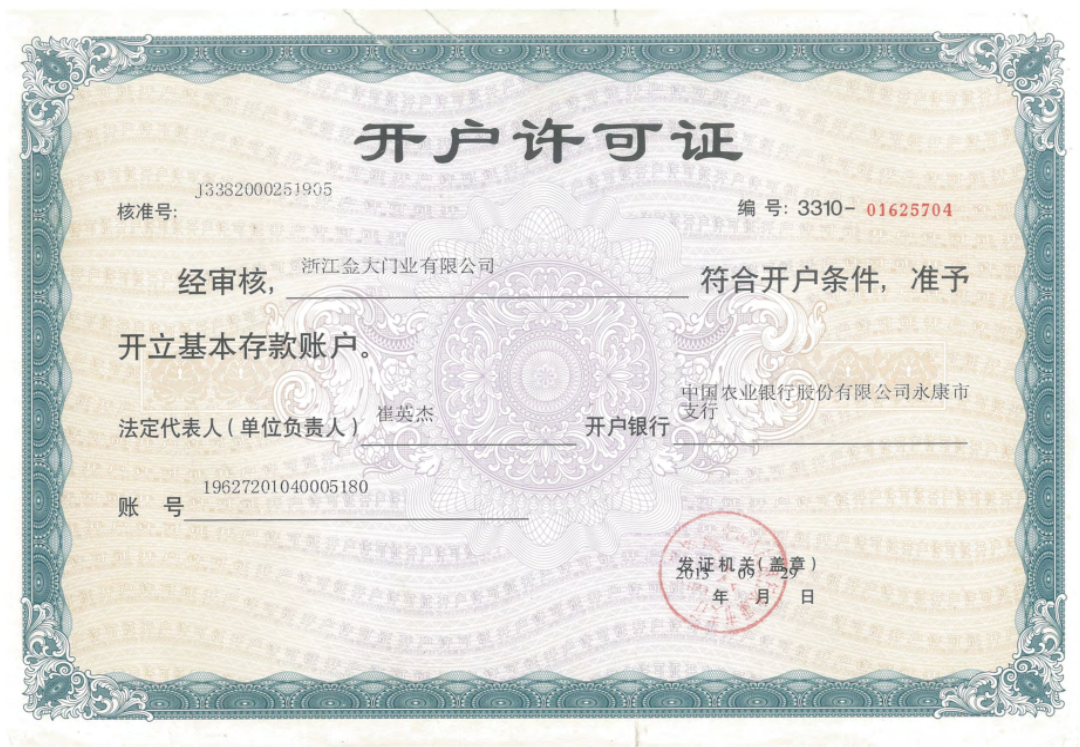 开户许可证
核准号: J3382000251905
编 号: 3310- 01625704
经审核, 浙江金大门业有限公司 符合开户条件, 准予
开立基本存款账户。
法定代表人(单位负责人) 崔英杰 开户银行 中国农业银行股份有限公司永康市
支行
账 号 19627201040005180
发证机关(盖章)
2015 09 29
年 月 日